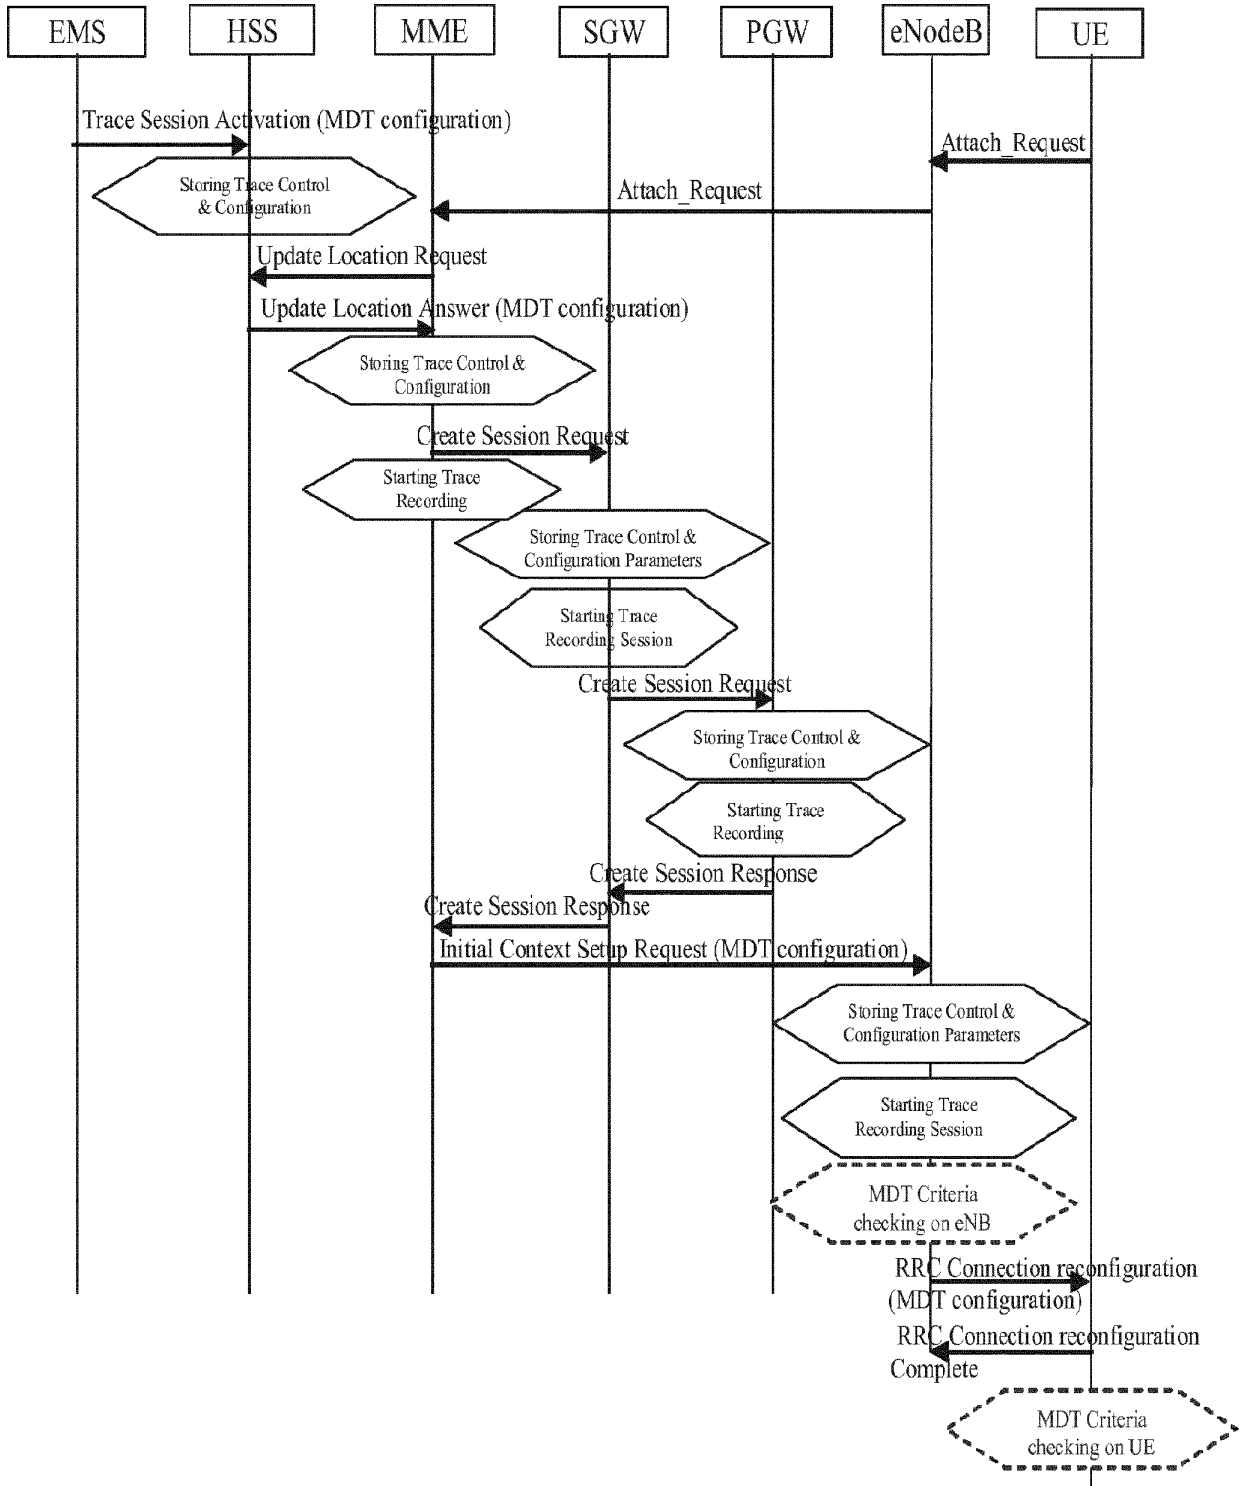 EMS
HSS
MME
SGW
PGW
eNodeB
UE
Trace Session Activation (MDT configuration)
Attach_Request
Storing Trace Control
& Configuration
Attach_Request
Update Location Request
Update Location Answer (MDT configuration)
Storing Trace Control &
Configuration
Create Session Request
Starting Trace
Recording
Storing Trace Control &
Configuration Parameters
Starting Trace
Recording Session
Create Session Request
Storing Trace Control &
Configuration
Starting Trace
Recording
Create Session Response
Create Session Response
Initial Context Setup Request (MDT configuration)
Storing Trace Control &
Configuration Parameters
Starting Trace
Recording Session
MDT Criteria
checking on eNB
RRC Connection reconfiguration
(MDT configuration)
RRC Connection reconfiguration
Complete
MDT Criteria
checking on UE